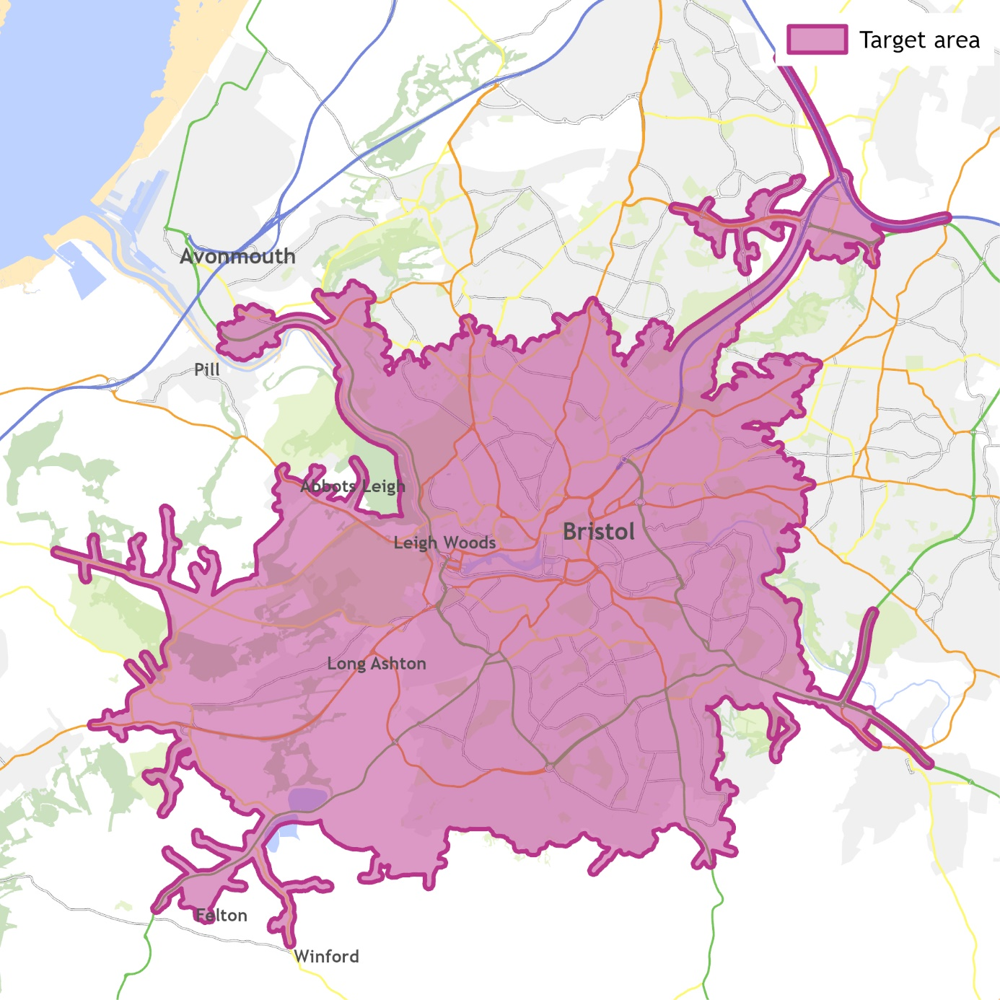 Target area
Avonmouth
Pill
Abbots Leigh
Leigh Woods
Bristol
Long Ashton
Felton
Winford